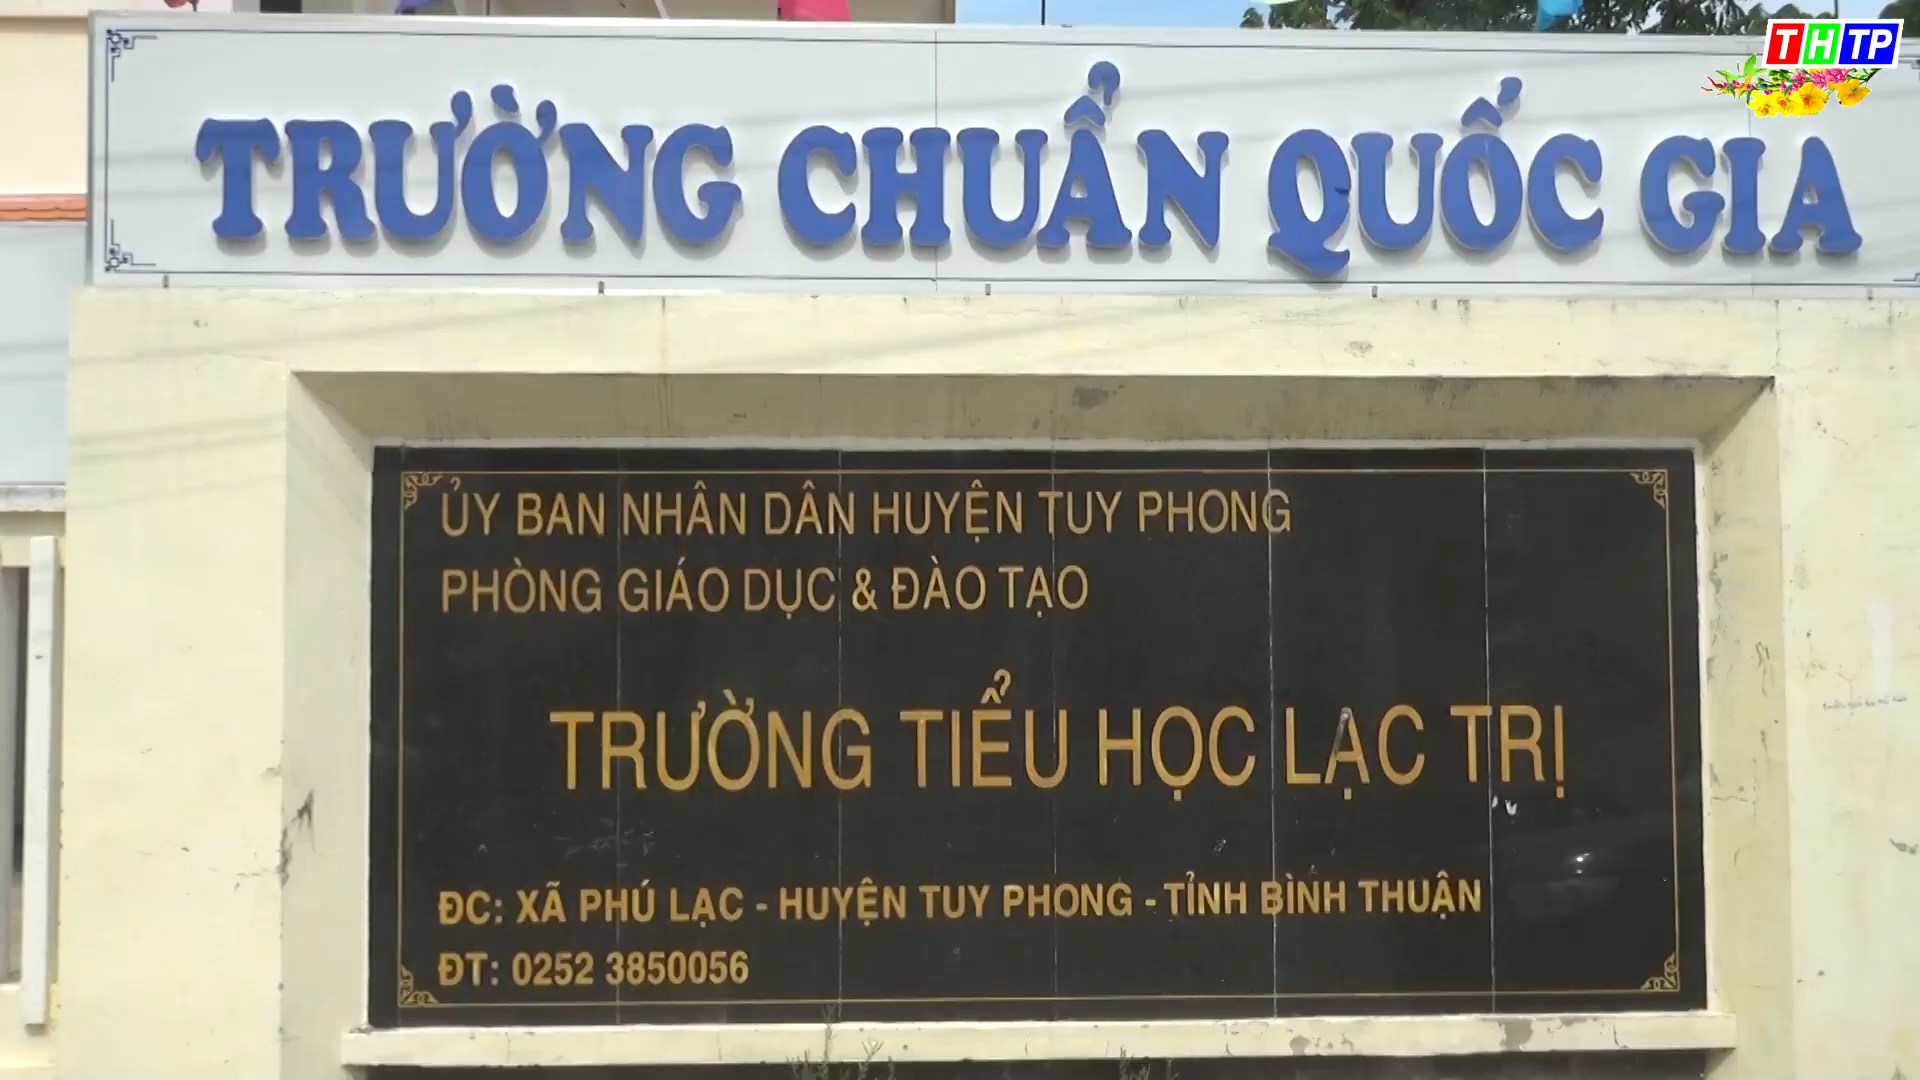 THTP
TRƯỜNG CHUẨN QUỐC GIA
ỦY BAN NHÂN DÂN HUYỆN TUY PHONG
PHÒNG GIÁO DỤC & ĐÀO TẠO
TRƯỜNG TIỂU HỌC LẠC TRỊ
ĐC: XÃ PHÚ LẠC - HUYỆN TUY PHONG - TỈNH BÌNH THUẬN
ĐT: 0252 3850056